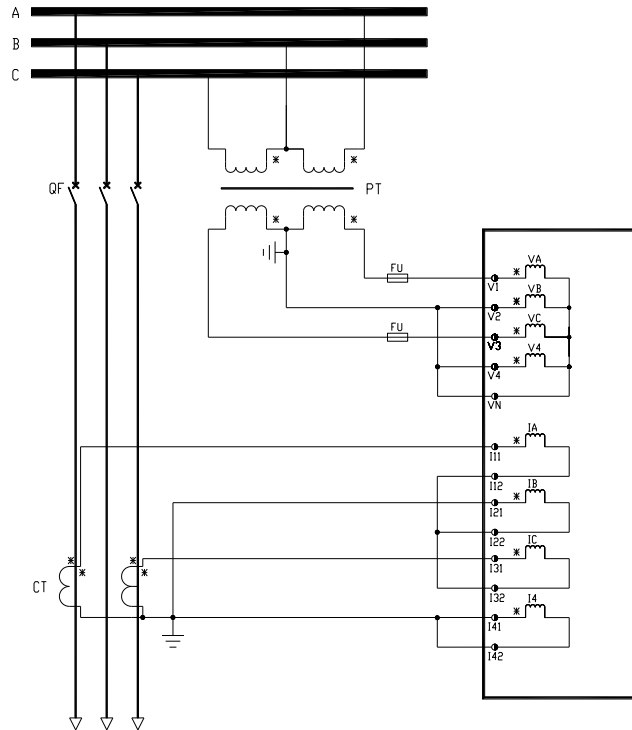 A
B
C
QF
PT
FU
VA
V1
VB
V2
FU
VC
V3
V4
V4
VN
IA
I11
I12
IB
I21
I22
IC
I31
CT
I32
I4
I41
I42